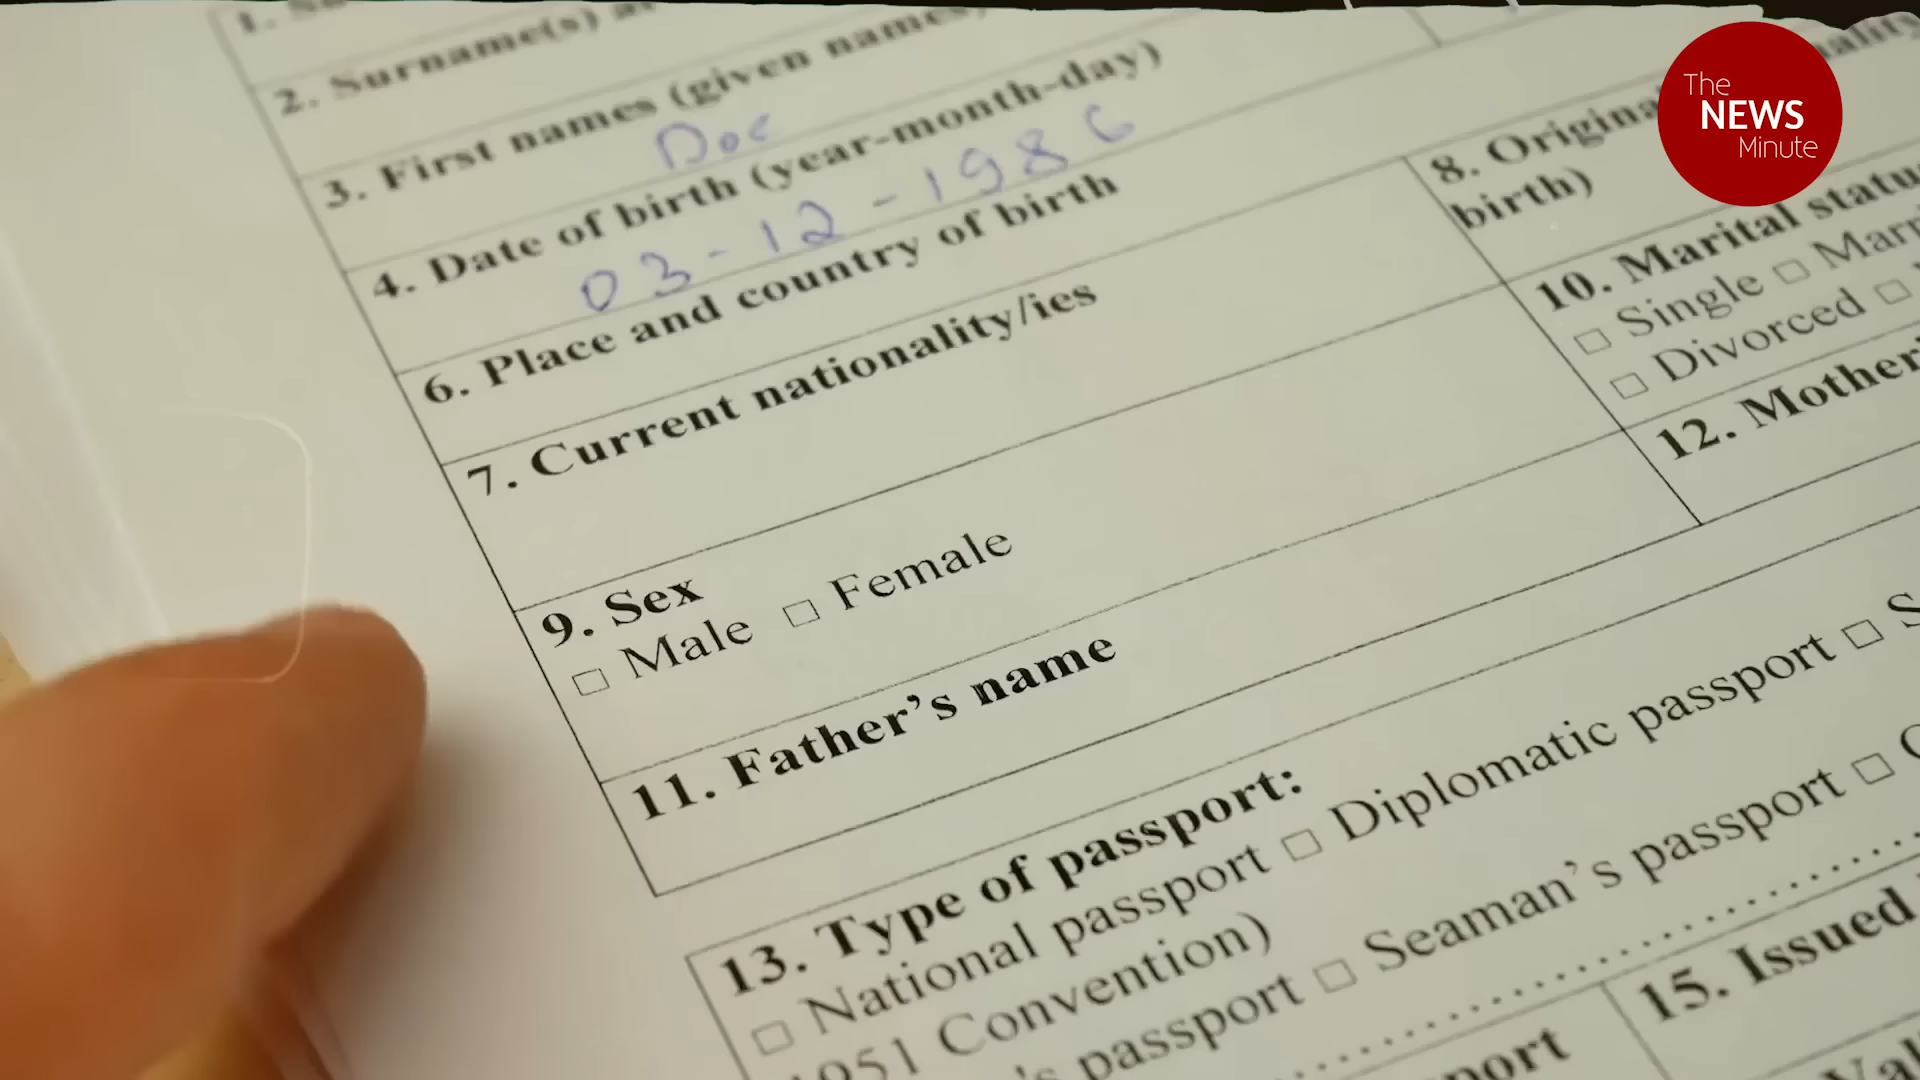 2. Surname(s)
3. First names (given names)
Doe
4. Date of birth (year-month-day)
03-12-1986
6. Place and country of birth
7. Current nationality/ies
8. Original
birth)
9. Sex
□ Male □ Female
10. Marital status
□ Single □
□ Divorced □
11. Father's name
12.
13. Type of passport:
□ National passport □ Diplomatic passport □
1951 Convention)
passport □ Seaman's passport □
15. Issued
The
NEWS
Minute